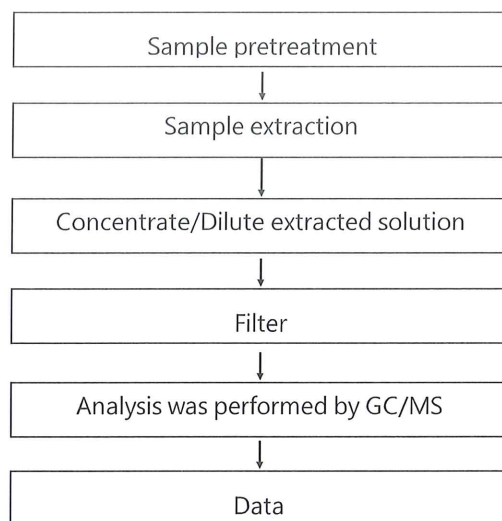 Sample pretreatment
Sample extraction
Concentrate/Dilute extracted solution
Filter
Analysis was performed by GC/MS
Data